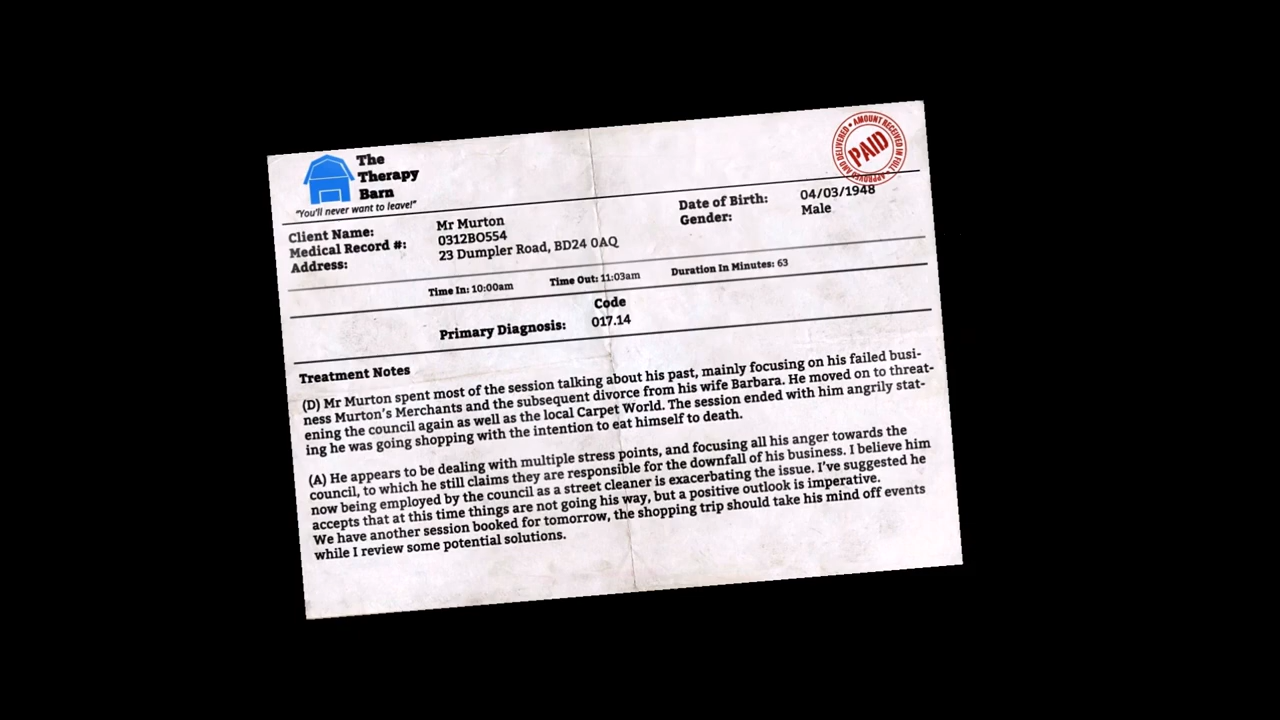 The
Therapy
Barn
"You'll never want to leave!"
AMOUNT RECEIVED IN FULL • APPROVED AND DELIVERED •
PAID
Client Name: Mr Murton
Medical Record #: 0312BO554
Address: 23 Dumpler Road, BD24 0AQ
Date of Birth: 04/03/1948
Gender: Male
Time In: 10:00am Time Out: 11:03am Duration In Minutes: 63
Code
Primary Diagnosis: 017.14
Treatment Notes
(D) Mr Murton spent most of the session talking about his past, mainly focusing on his failed busi-
ness Murton's Merchants and the subsequent divorce from his wife Barbara. He moved on to threat-
ening the council again as well as the local Carpet World. The session ended with him angrily stat-
ing he was going shopping with the intention to eat himself to death.
(A) He appears to be dealing with multiple stress points, and focusing all his anger towards the
council, to which he still claims they are responsible for the downfall of his business. I believe him
now being employed by the council as a street cleaner is exacerbating the issue. I've suggested he
accepts that at this time things are not going his way, but a positive outlook is imperative.
We have another session booked for tomorrow, the shopping trip should take his mind off events
while I review some potential solutions.